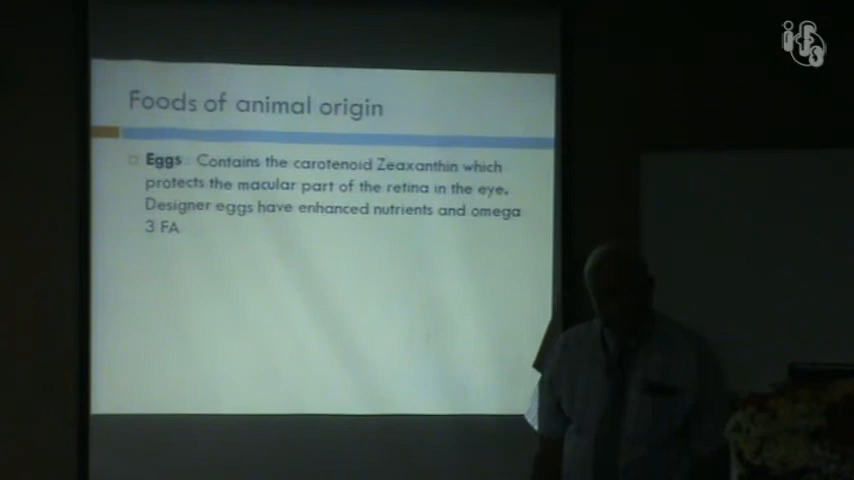 ifs
Foods of animal origin
Eggs : Contains the carotenoid Zeaxanthin which
protects the macular part of the retina in the eye.
Designer eggs have enhanced nutrients and omega
3 FA